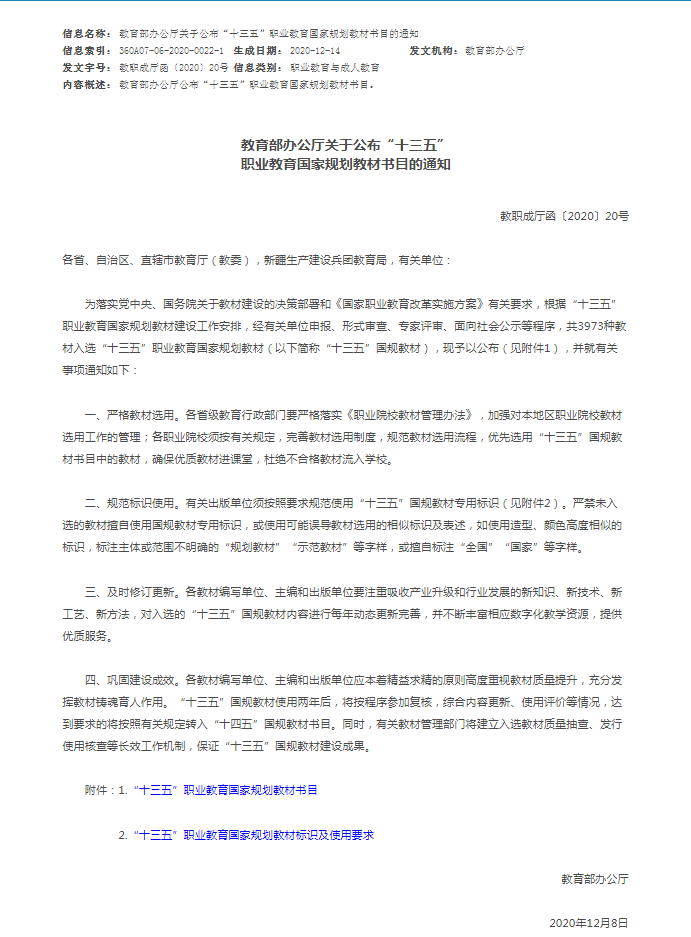 信息名称： 教育部办公厅关于公布“十三五”职业教育国家规划教材书目的通知
信息索引： 360A07-06-2020-0022-1 生成日期： 2020-12-14 发文机构： 教育部办公厅
发文字号： 教职成厅函〔2020〕20号 信息类别： 职业教育与成人教育
内容概述： 教育部办公厅公布“十三五”职业教育国家规划教材书目。
教育部办公厅关于公布“十三五”
职业教育国家规划教材书目的通知
教职成厅函〔2020〕20号
各省、自治区、直辖市教育厅（教委），新疆生产建设兵团教育局，有关单位：
为落实党中央、国务院关于教材建设的决策部署和《国家职业教育改革实施方案》有关要求，根据“十三五”
职业教育国家规划教材建设工作安排，经有关单位申报、形式审查、专家评审、面向社会公示等程序，共3973种教
材入选“十三五”职业教育国家规划教材（以下简称“十三五”国规教材），现予以公布（见附件1），并就有关
事项通知如下：
一、严格教材选用。各省级教育行政部门要严格落实《职业院校教材管理办法》，加强对本地区职业院校教材
选用工作的管理；各职业院校须按有关规定，完善教材选用制度，规范教材选用流程，优先选用“十三五”国规教
材书目中的教材，确保优质教材进课堂，杜绝不合格教材流入学校。
二、规范标识使用。有关出版单位须按照要求规范使用“十三五”国规教材专用标识（见附件2）。严禁未入
选的教材擅自使用国规教材专用标识，或使用可能误导教材选用的相似标识及表述，如使用造型、颜色高度相似的
标识，标注主体或范围不明确的“规划教材”“示范教材”等字样，或擅自标注“全国”“国家”等字样。
三、及时修订更新。各教材编写单位、主编和出版单位要注重吸收产业升级和行业发展的新知识、新技术、新
工艺、新方法，对入选的“十三五”国规教材内容进行每年动态更新完善，并不断丰富相应数字化教学资源，提供
优质服务。
四、巩固建设成效。各教材编写单位、主编和出版单位应本着精益求精的原则高度重视教材质量提升，充分发
挥教材铸魂育人作用。“十三五”国规教材使用两年后，将按程序参加复核，综合内容更新、使用评价等情况，达
到要求的将按照有关规定转入“十四五”国规教材书目。同时，有关教材管理部门将建立入选教材质量抽查、发行
使用核查等长效工作机制，保证“十三五”国规教材建设成果。
附件：1.“十三五”职业教育国家规划教材书目
2.“十三五”职业教育国家规划教材标识及使用要求
教育部办公厅
2020年12月8日